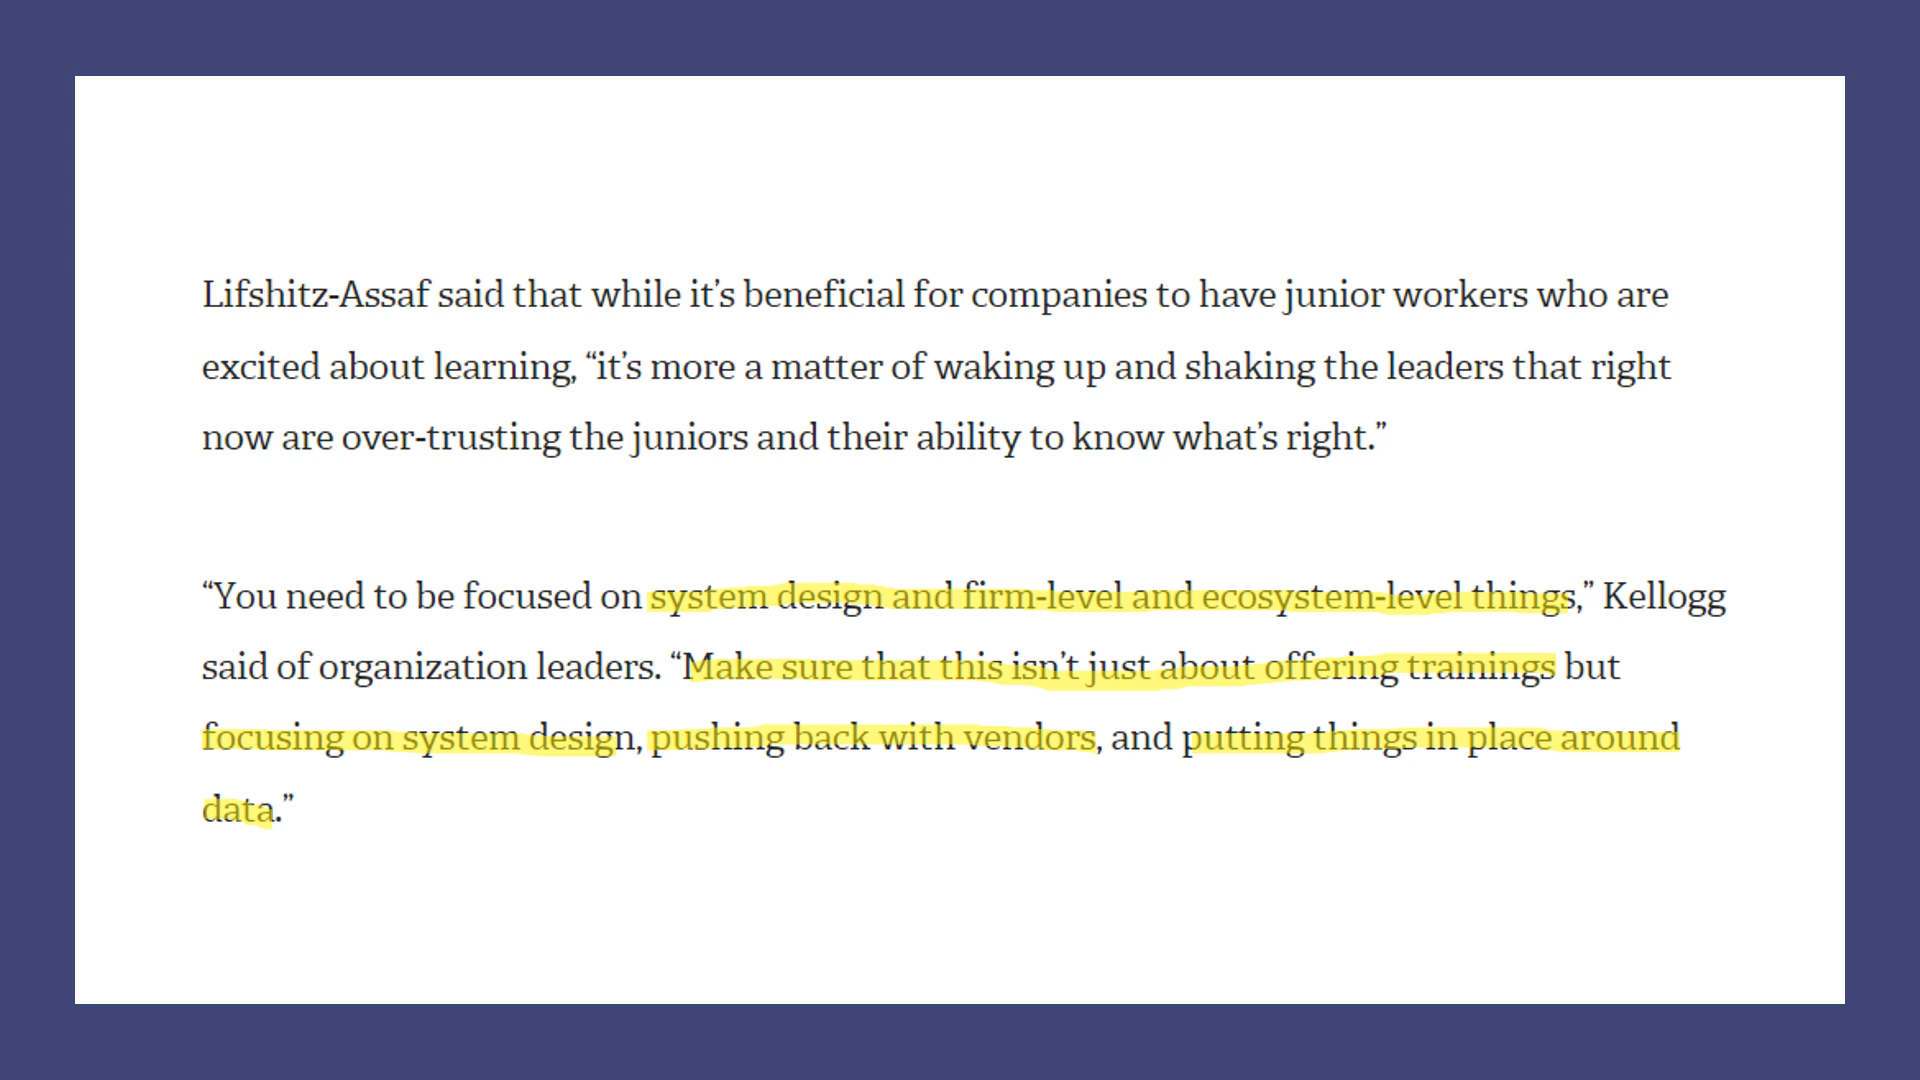 Lifshitz-Assaf said that while it’s beneficial for companies to have junior workers who are
excited about learning, “it’s more a matter of waking up and shaking the leaders that right
now are over-trusting the juniors and their ability to know what’s right.”
“You need to be focused on system design and firm-level and ecosystem-level things,” Kellogg
said of organization leaders. “Make sure that this isn’t just about offering trainings but
focusing on system design, pushing back with vendors, and putting things in place around
data.”